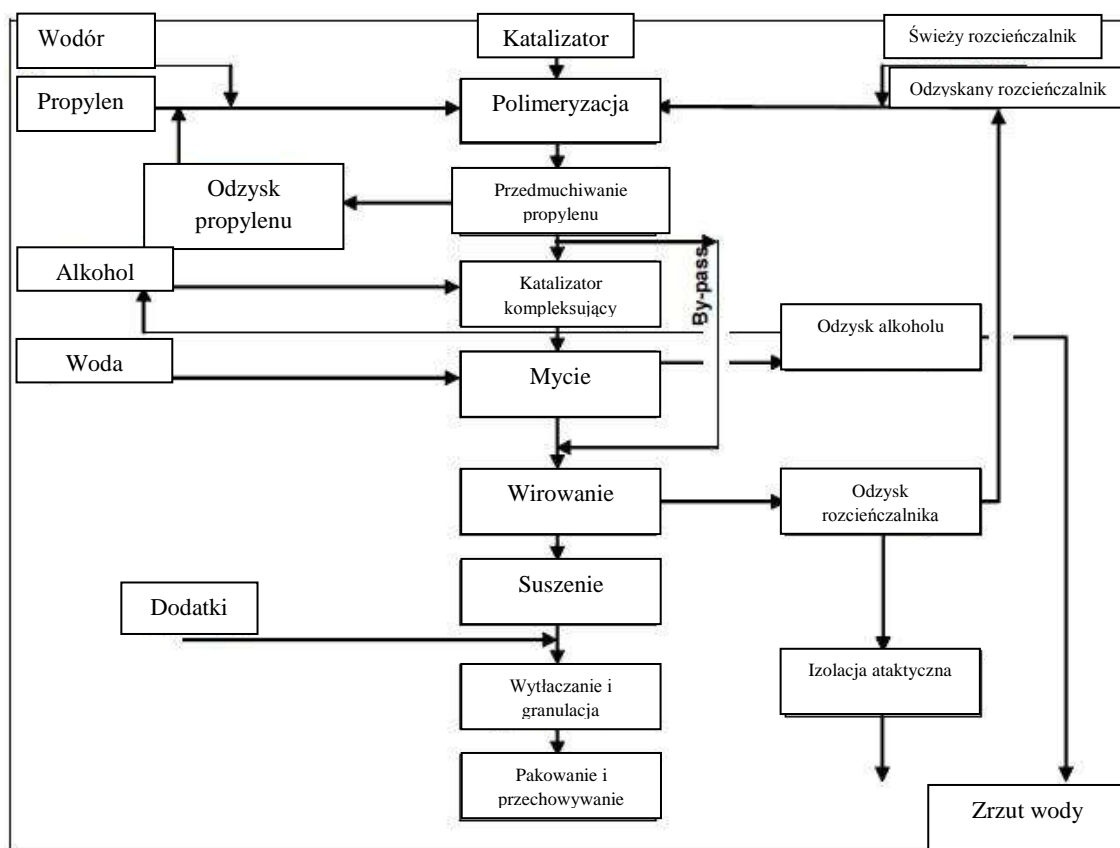 Wodór
Katalizator
Świeży rozcieńczalnik
Propylen
Polimeryzacja
Odzyskany rozcieńczalnik
Odzysk
propylenu
Przedmuchiwanie
propylenu
Alkohol
Katalizator
kompleksujący
By-pass
Odzysk alkoholu
Woda
Mycie
Wirowanie
Odzysk
rozcieńczalnika
Suszenie
Dodatki
Wytłaczanie i
granulacja
Izolacja ataktyczna
Pakowanie i
przechowywanie
Zrzut wody